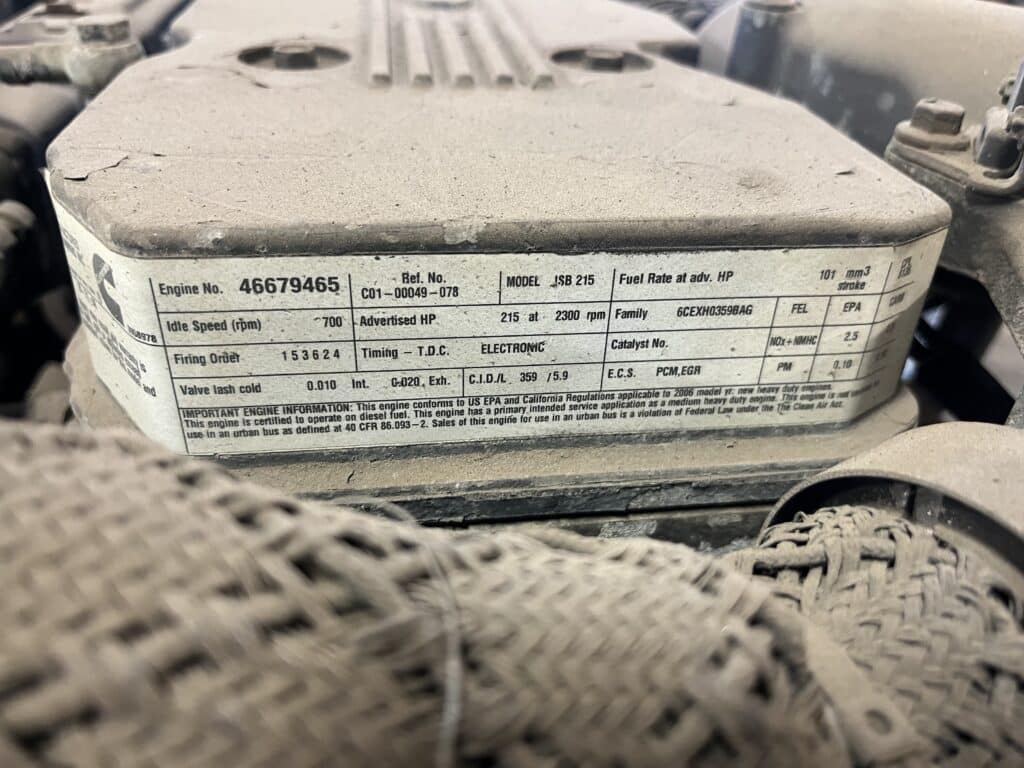 Engine No. 46679465
Ref. No.
C01-00049-078
MODEL ISB 215
Fuel Rate at adv. HP 101 mm3
stroke
Idle Speed (rpm) 700
Advertised HP 215 at 2300 rpm
Family 6CEXH0359BAG
FEL EPA
Firing Order 153624
Timing - T.D.C. ELECTRONIC
Catalyst No.
NOx+NMHC 2.5
Valve lash cold 0.010 Int. 0.020 Exh.
C.I.D./L 359 /5.9
E.C.S. PCM,EGR
PM 0.10
IMPORTANT ENGINE INFORMATION: This engine conforms to US EPA and California Regulations applicable to 2006 model yr. new heavy duty engines.
This engine is certified to operate on diesel fuel. This engine has a primary intended service application as a medium heavy duty engine. This engine is not
use in an urban bus as defined at 40 CFR 86.093-2. Sales of this engine for use in an urban bus is a violation of Federal Law under the The Clean Air Act.